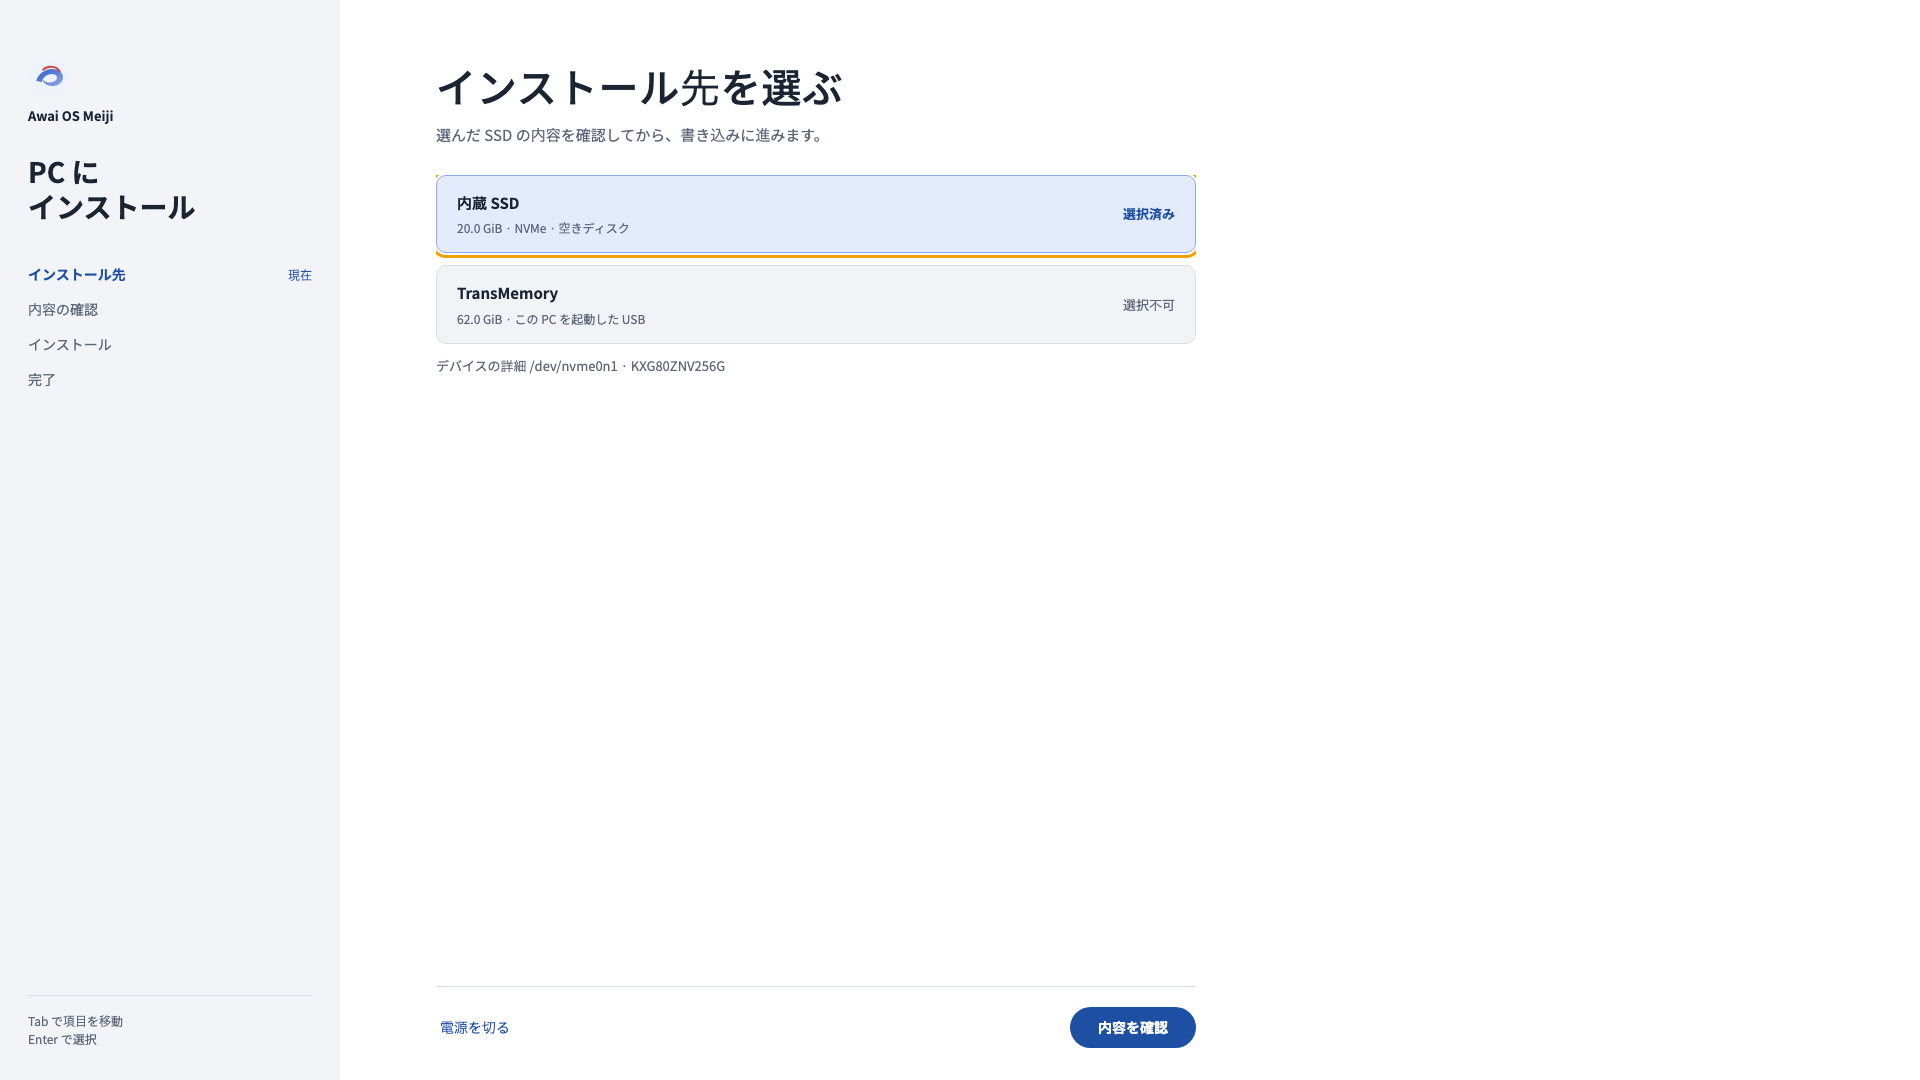 Awai OS Meiji
PC に
インストール
インストール先 現在
内容の確認
インストール
完了
Tab で項目を移動
Enter で選択
インストール先を選ぶ
選んだ SSD の内容を確認してから、書き込みに進みます。
内蔵 SSD
20.0 GiB · NVMe · 空きディスク
選択済み
TransMemory
62.0 GiB · この PC を起動した USB
選択不可
デバイスの詳細 /dev/nvme0n1 · KXG80ZNV256G
電源を切る
内容を確認